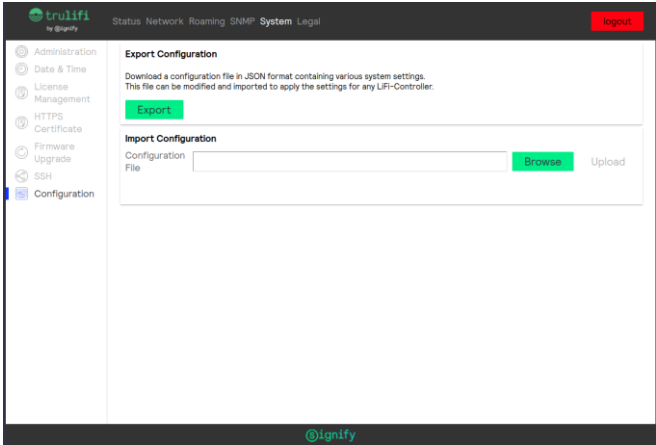 trulifi
by Signify
Status Network Roaming SNMP System Legal
logout
Administration
Date & Time
License
Management
HTTPS
Certificate
Firmware
Upgrade
SSH
Configuration
Export Configuration
Download a configuration file in JSON format containing various system settings.
This file can be modified and imported to apply the settings for any LiFi-Controller.
Export
Import Configuration
Configuration
File
Browse
Upload
Signify